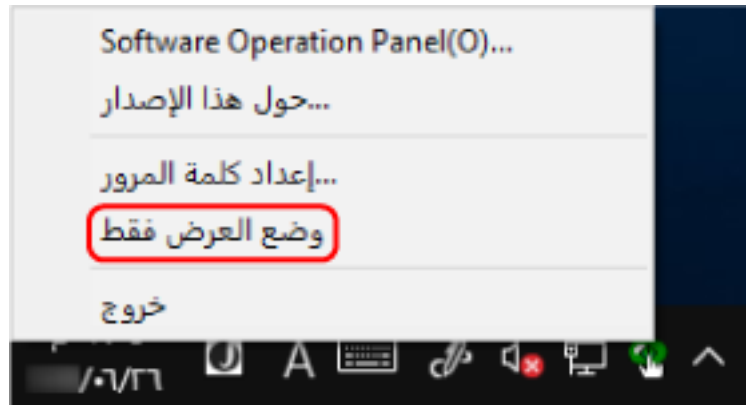 Software Operation Panel(O)...
حول هذا الإصدار...
إعداد كلمة المرور...
وضع العرض فقط
خروج
A
/٠٦/٢٦